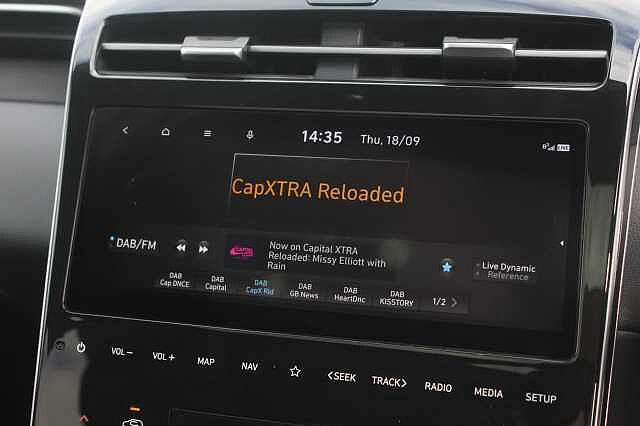 14:35 Thu, 18/09
LIVE
CapXTRA Reloaded
DAB/FM
Now on Capital XTRA
Reloaded: Missy Elliott with
Rain
Live Dynamic
Reference
DAB
Cap DNCE
DAB
Capital
DAB
CapX Rld
DAB
GB News
DAB
HeartDnc
DAB
KISSTORY
1/2
VOL− VOL+ MAP NAV <SEEK TRACK> RADIO MEDIA SETUP